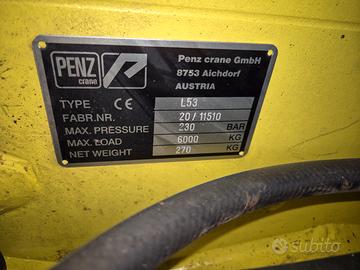 PENZ
crane
Penz crane GmbH
8753 Aichdorf
AUSTRIA
TYPE CE L53
FABR.NR. 20/11510
MAX. PRESSURE 230 BAR
MAX. LOAD 6000 KG
NET WEIGHT 270 KG
subito